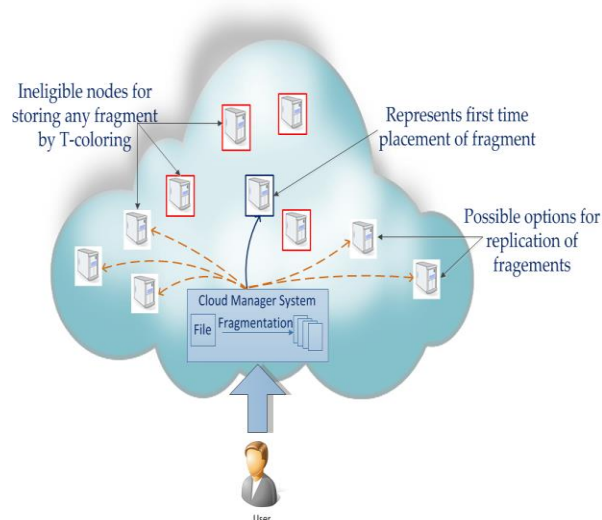 Ineligible nodes for
storing any fragment
by T-coloring
Represents first time
placement of fragment
Possible options for
replication of
fragements
Cloud Manager System
File
Fragmentation
User